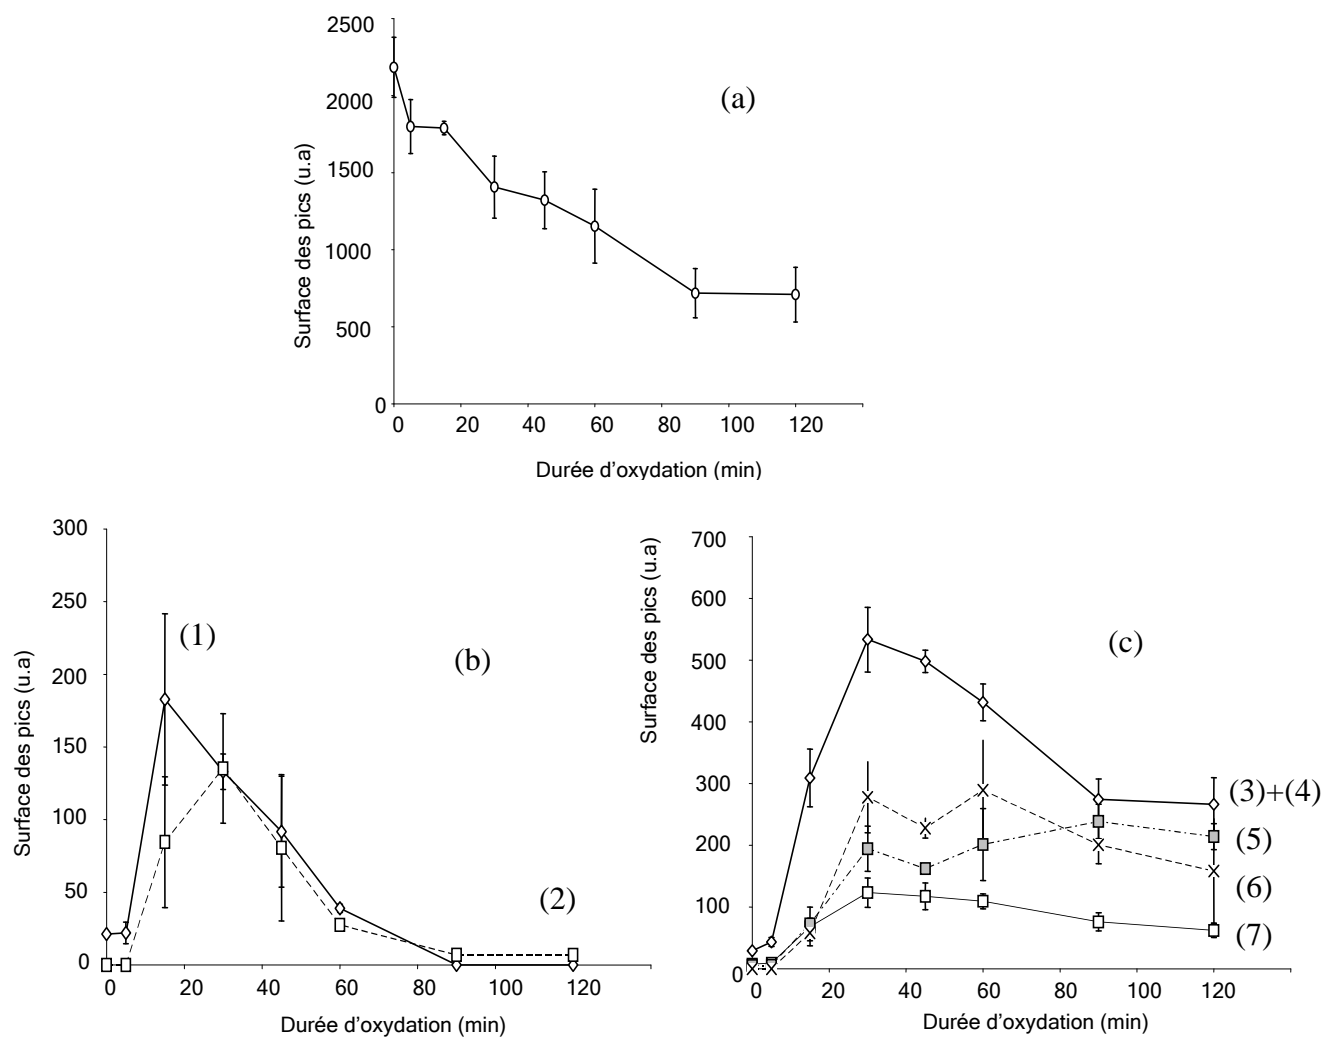 2500
2000
1500
1000
500
0
Surface des pics (u.a)
(a)
0 20 40 60 80 100 120
Durée d'oxydation (min)
300
250
200
150
100
50
0
Surface des pics (u.a)
(1)
(b)
(2)
0 20 40 60 80 100 120
Durée d'oxydation (min)
700
600
500
400
300
200
100
0
Surface des pics (u.a)
(c)
(3)+(4)
(5)
(6)
(7)
0 20 40 60 80 100 120
Durée d'oxydation (min)